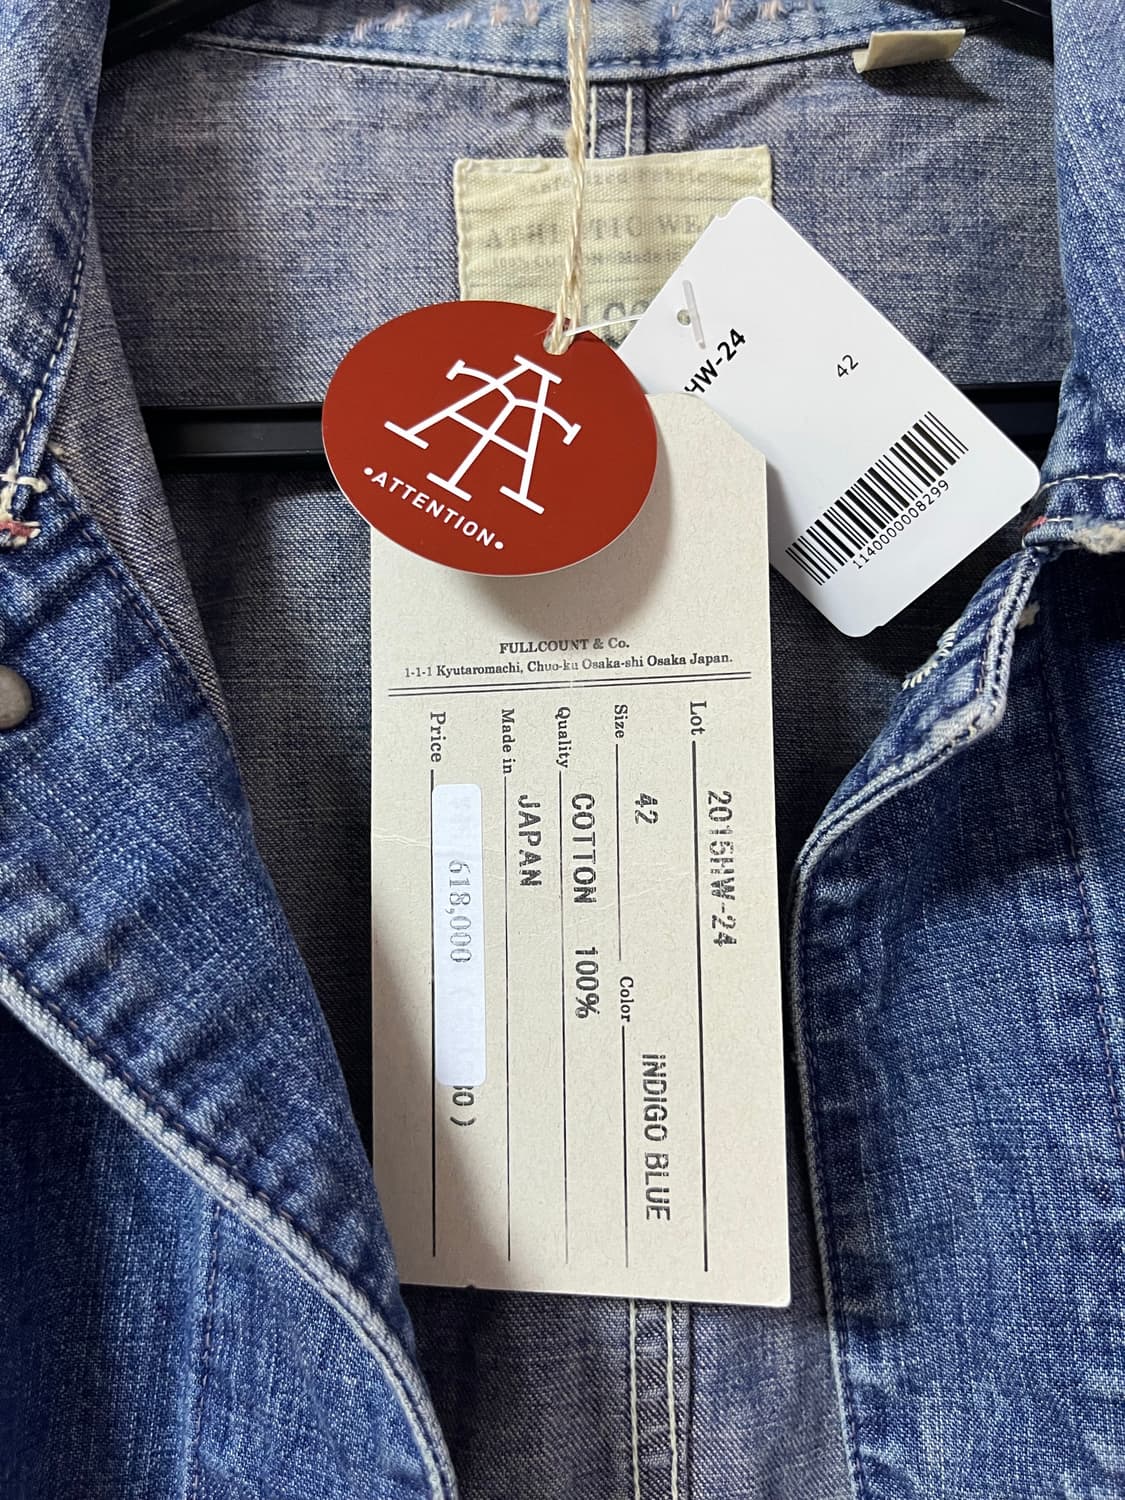 ATTENTION
HW-24
42
1140000008299
FULLCOUNT & Co.
1-1-1 Kyutaromachi, Chuo-ku Osaka-shi Osaka Japan.
Lot 2015HW-24
Size 42 Color INDIGO BLUE
Quality COTTON 100%
Made in JAPAN
Price 618,000